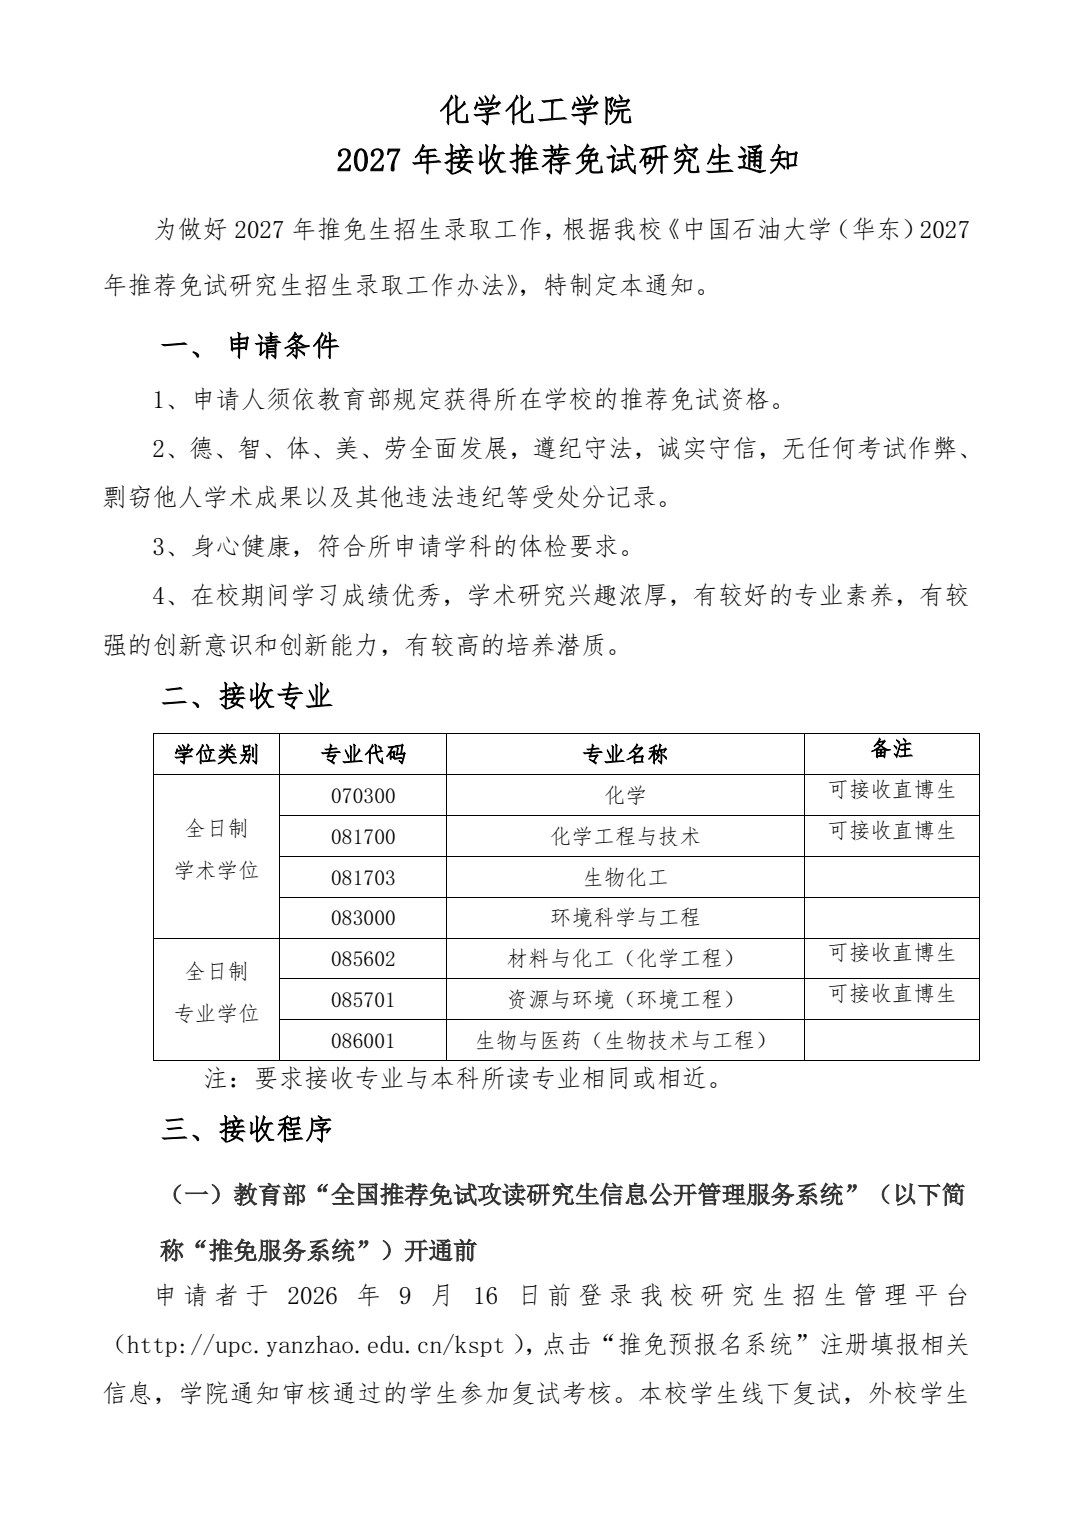 化学化工学院
2027 年接收推荐免试研究生通知
为做好 2027 年推免生招生录取工作，根据我校《中国石油大学（华东）2027
年推荐免试研究生招生录取工作办法》，特制定本通知。
一、 申请条件
1、申请人须依教育部规定获得所在学校的推荐免试资格。
2、德、智、体、美、劳全面发展，遵纪守法，诚实守信，无任何考试作弊、
剽窃他人学术成果以及其他违法违纪等受处分记录。
3、身心健康，符合所申请学科的体检要求。
4、在校期间学习成绩优秀，学术研究兴趣浓厚，有较好的专业素养，有较
强的创新意识和创新能力，有较高的培养潜质。
二、接收专业
学位类别 专业代码 专业名称 备注
全日制
学术学位
070300 化学 可接收直博生
081700 化学工程与技术 可接收直博生
081703 生物化工
083000 环境科学与工程
全日制
专业学位
085602 材料与化工（化学工程） 可接收直博生
085701 资源与环境（环境工程） 可接收直博生
086001 生物与医药（生物技术与工程）
注：要求接收专业与本科所读专业相同或相近。
三、接收程序
（一）教育部“全国推荐免试攻读研究生信息公开管理服务系统”（以下简
称“推免服务系统”）开通前
申请者于 2026 年 9 月 16 日前登录我校研究生招生管理平台
（http://upc.yanzhao.edu.cn/kspt ），点击“推免预报名系统”注册填报相关
信息，学院通知审核通过的学生参加复试考核。本校学生线下复试，外校学生